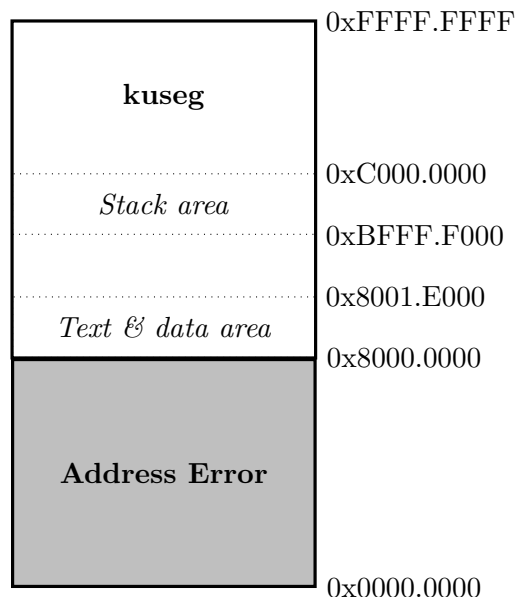 0xFFFF.FFFF
kuseg
0xC000.0000
Stack area
0xBFFF.F000
0x8001.E000
Text & data area
0x8000.0000
Address Error
0x0000.0000